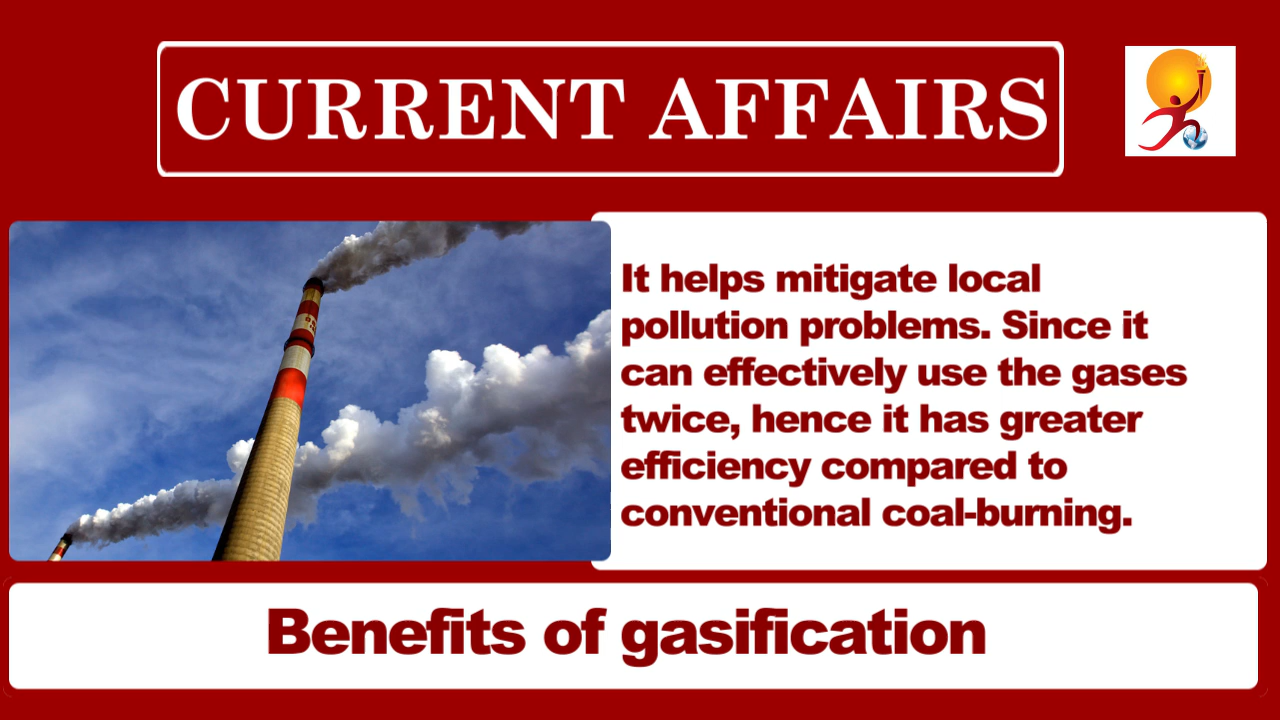 CURRENT AFFAIRS
It helps mitigate local
pollution problems. Since it
can effectively use the gases
twice, hence it has greater
efficiency compared to
conventional coal-burning.
Benefits of gasification